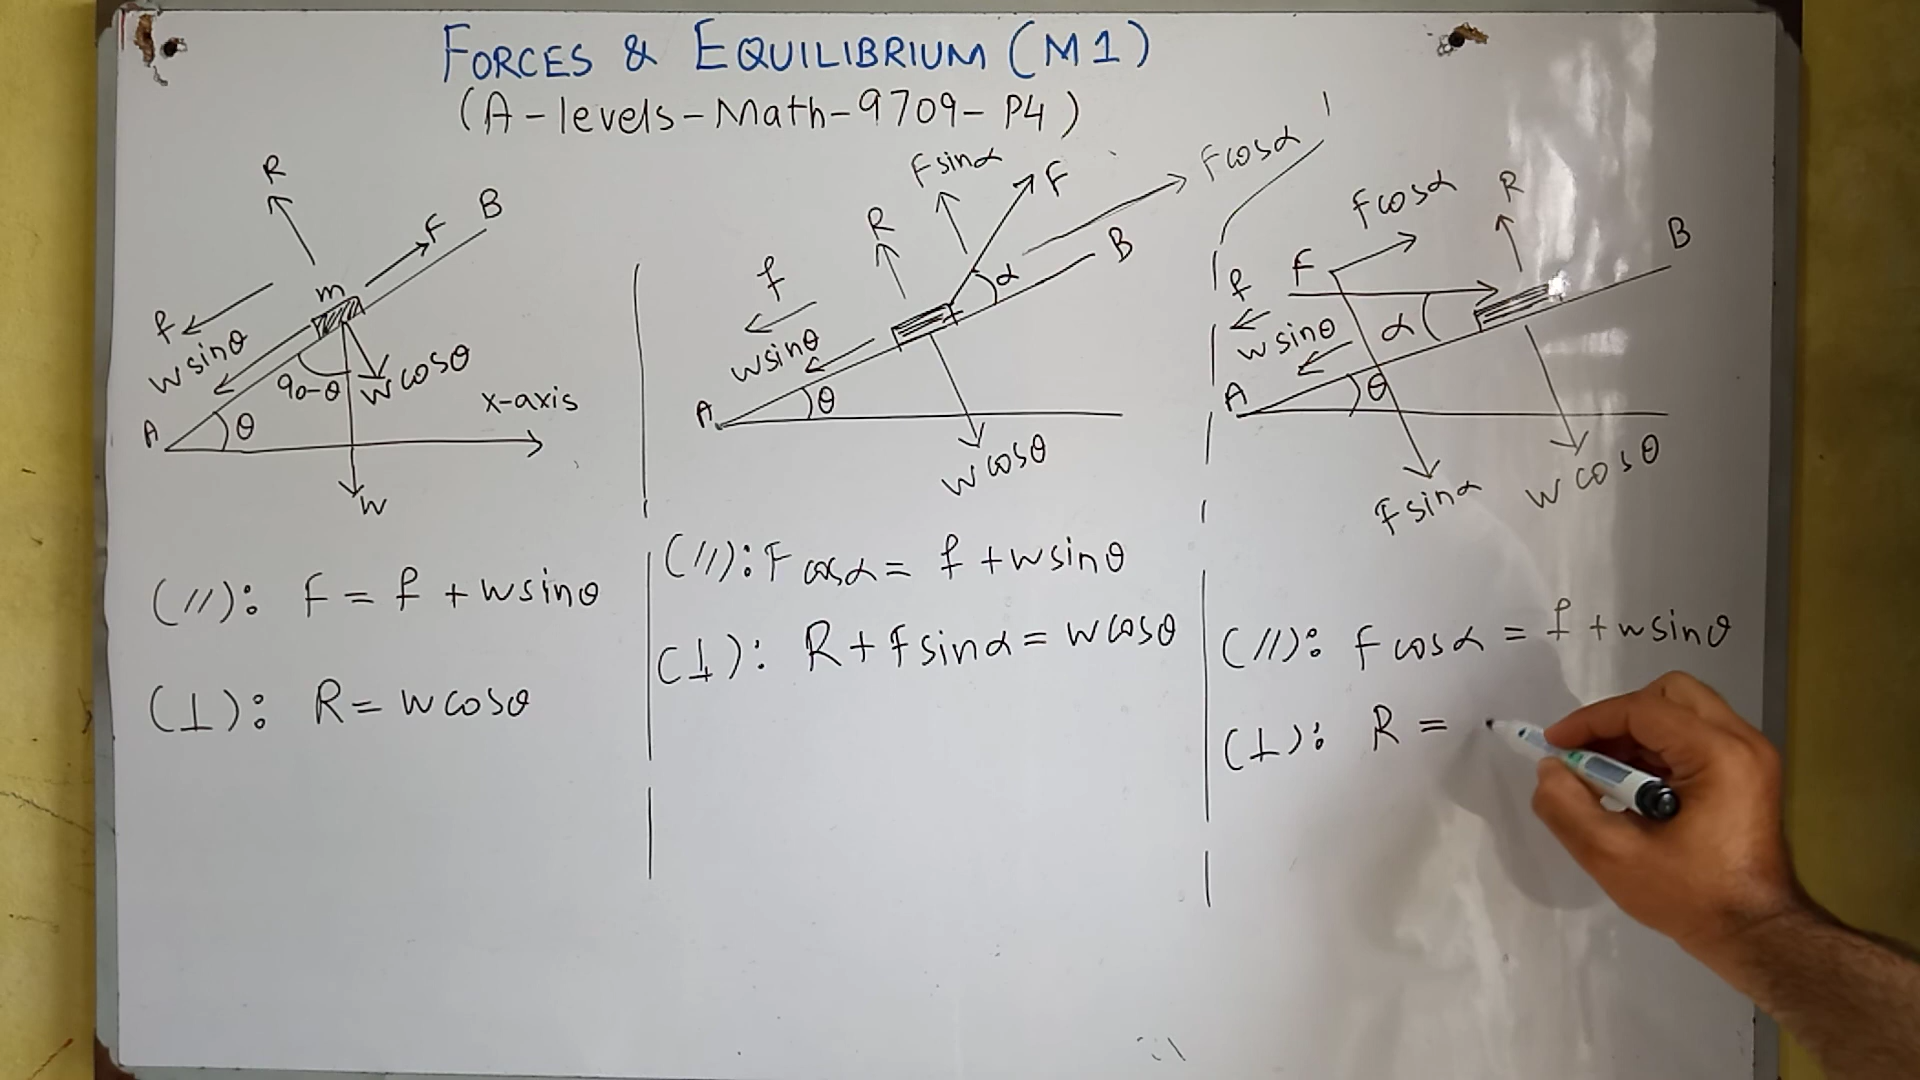 FORCES & EQUILIBRIUM (M1)
(A-levels-Math-9709-P4)
R
F
B
m
f
w sinθ
90-θ
w cosθ
A
θ
x-axis
w
(//): F = f + w sinθ
(⊥): R = w cosθ
F sinα
F
F cosα
R
B
α
f
w sinθ
A
θ
w cosθ
(//): F cosα = f + w sinθ
(⊥): R + F sinα = w cosθ
F cosα
R
B
F
f
w sinθ
α
A
θ
F sinα
w cosθ
(//): F cosα = f + w sinθ
(⊥): R =